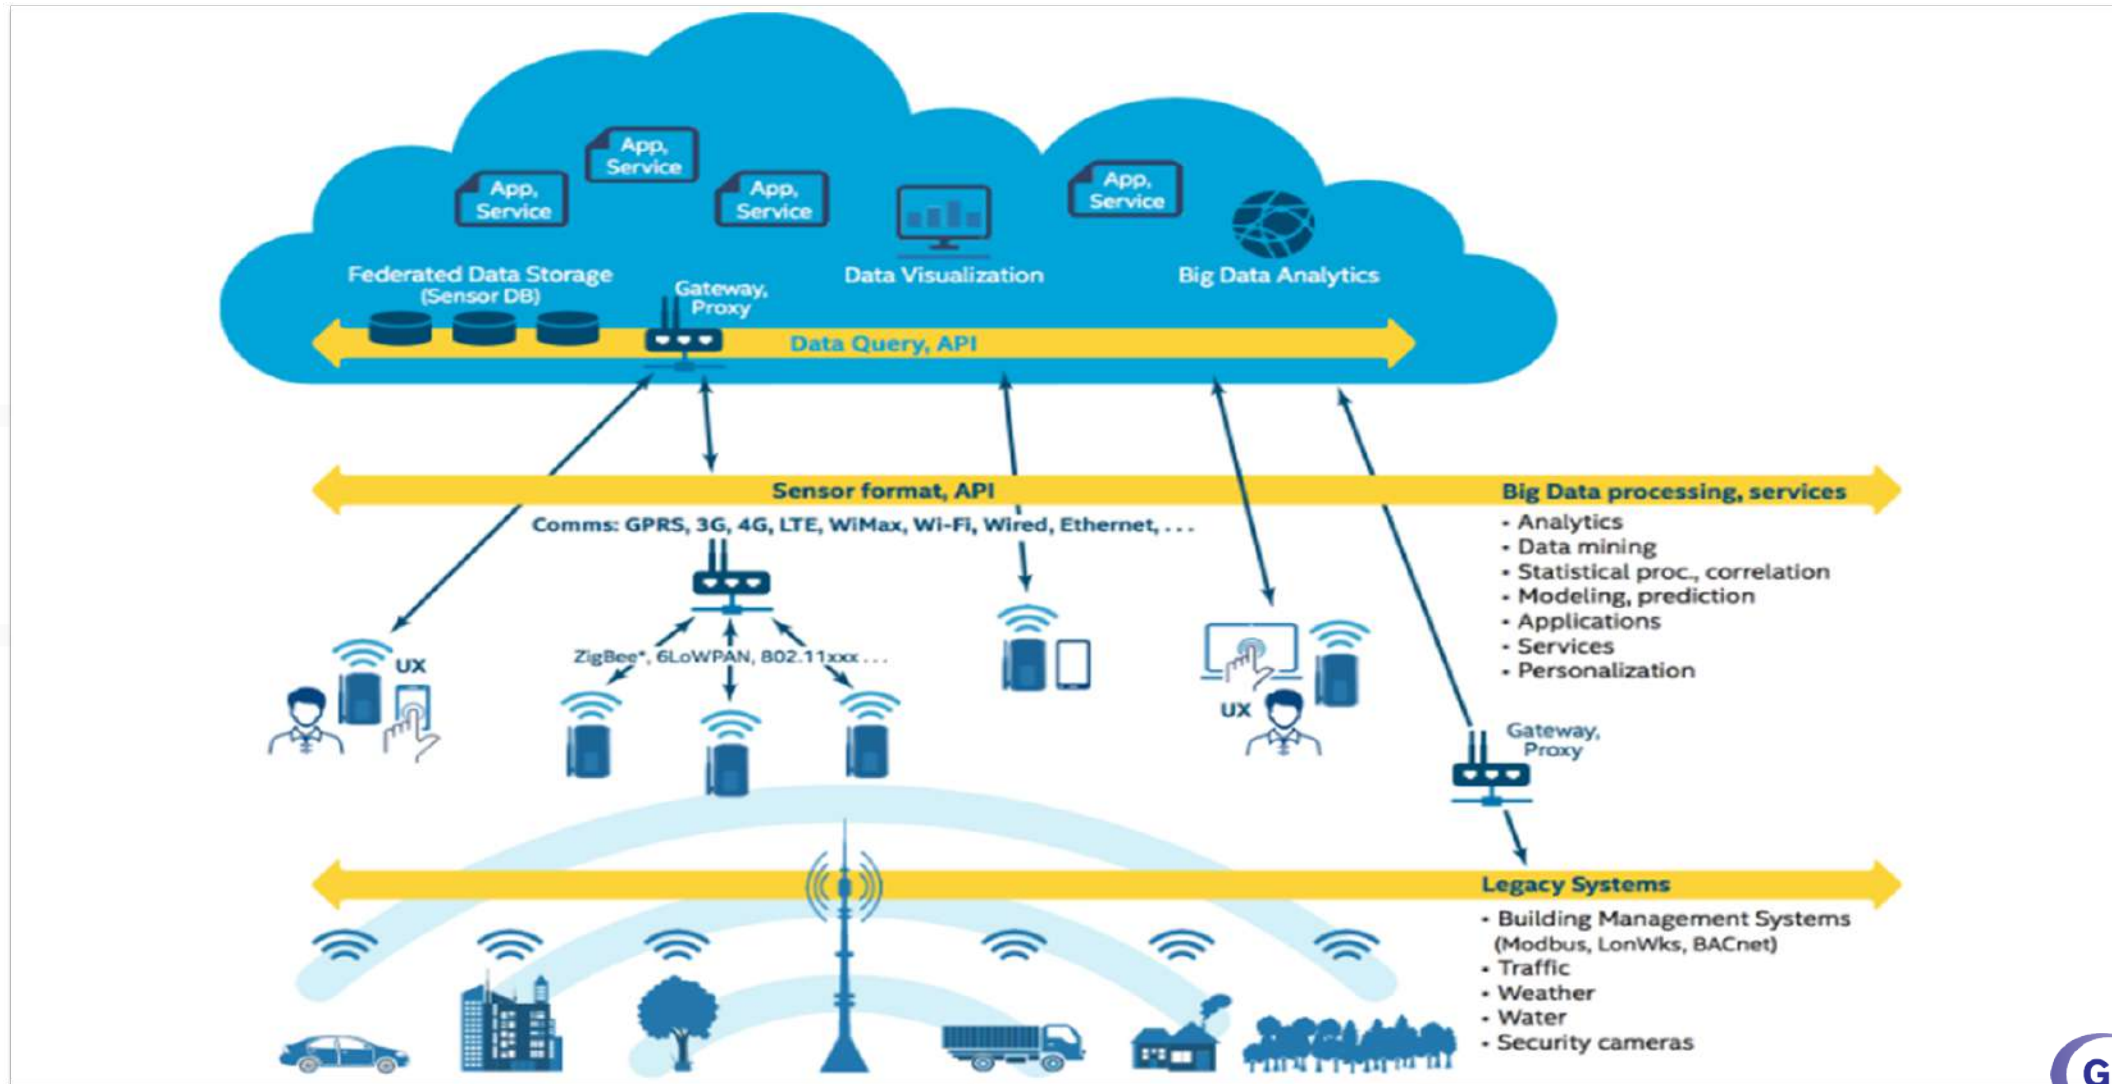 App,
Service
App,
Service
App,
Service
App,
Service
Federated Data Storage
(Sensor DB)
Gateway,
Proxy
Data Visualization
Big Data Analytics
Data Query, API
Sensor format, API
Big Data processing, services
Comms: GPRS, 3G, 4G, LTE, WiMax, Wi-Fi, Wired, Ethernet, ...
- Analytics
- Data mining
- Statistical proc., correlation
- Modeling, prediction
- Applications
- Services
- Personalization
UX
ZigBee*, 6LoWPAN, 802.11xxx ...
UX
Gateway,
Proxy
Legacy Systems
- Building Management Systems
(Modbus, LonWks, BACnet)
- Traffic
- Weather
- Water
- Security cameras
G